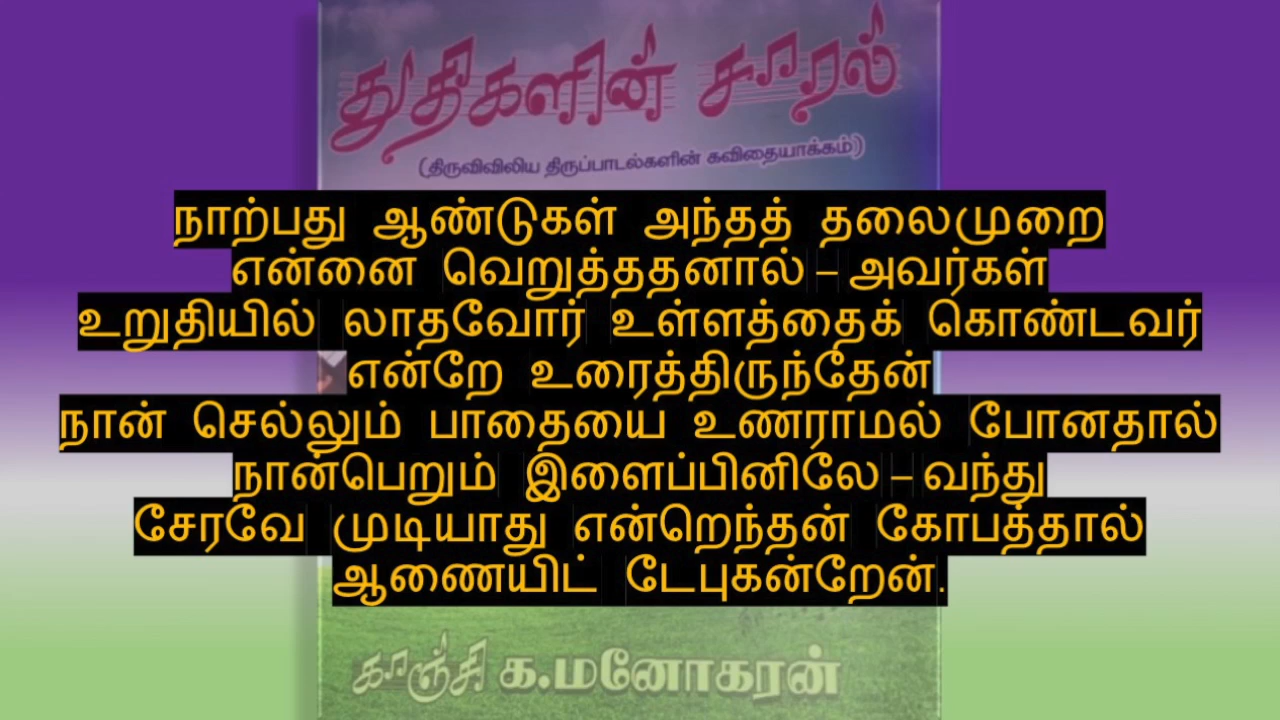 துதிகளின் சாரல்
(திருவிவிலிய திருப்பாடல்களின் கவிதையாக்கம்)
நாற்பது ஆண்டுகள் அந்தத் தலைமுறை
என்னை வெறுத்ததனால் – அவர்கள்
உறுதியில் லாதவோர் உள்ளத்தைக் கொண்டவர்
என்றே உரைத்திருந்தேன்
நான் செல்லும் பாதையை உணராமல் போனதால்
நான்பெறும் இளைப்பினிலே – வந்து
சேரவே முடியாது என்றெந்தன் கோபத்தால்
ஆணையிட் டேபுகன்றேன்.
காஞ்சி க.மனோகரன்